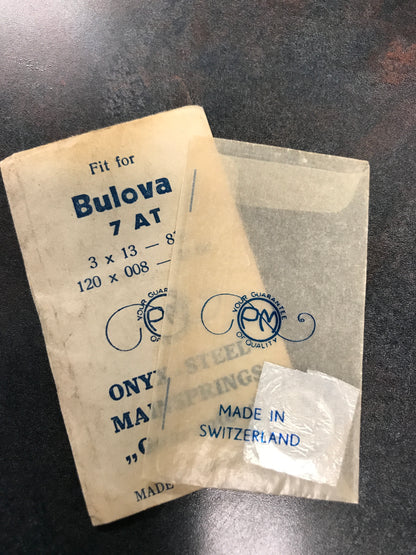 Fit for
Bulova
7 AT
3 x 13 — 8
120 x 008 —
YOUR GUARANTEE
PM
OF QUALITY
ONYX STEEL
MAINSPRINGS
MADE
YOUR GUARANTEE
PM
OF QUALITY
MADE IN
SWITZERLAND